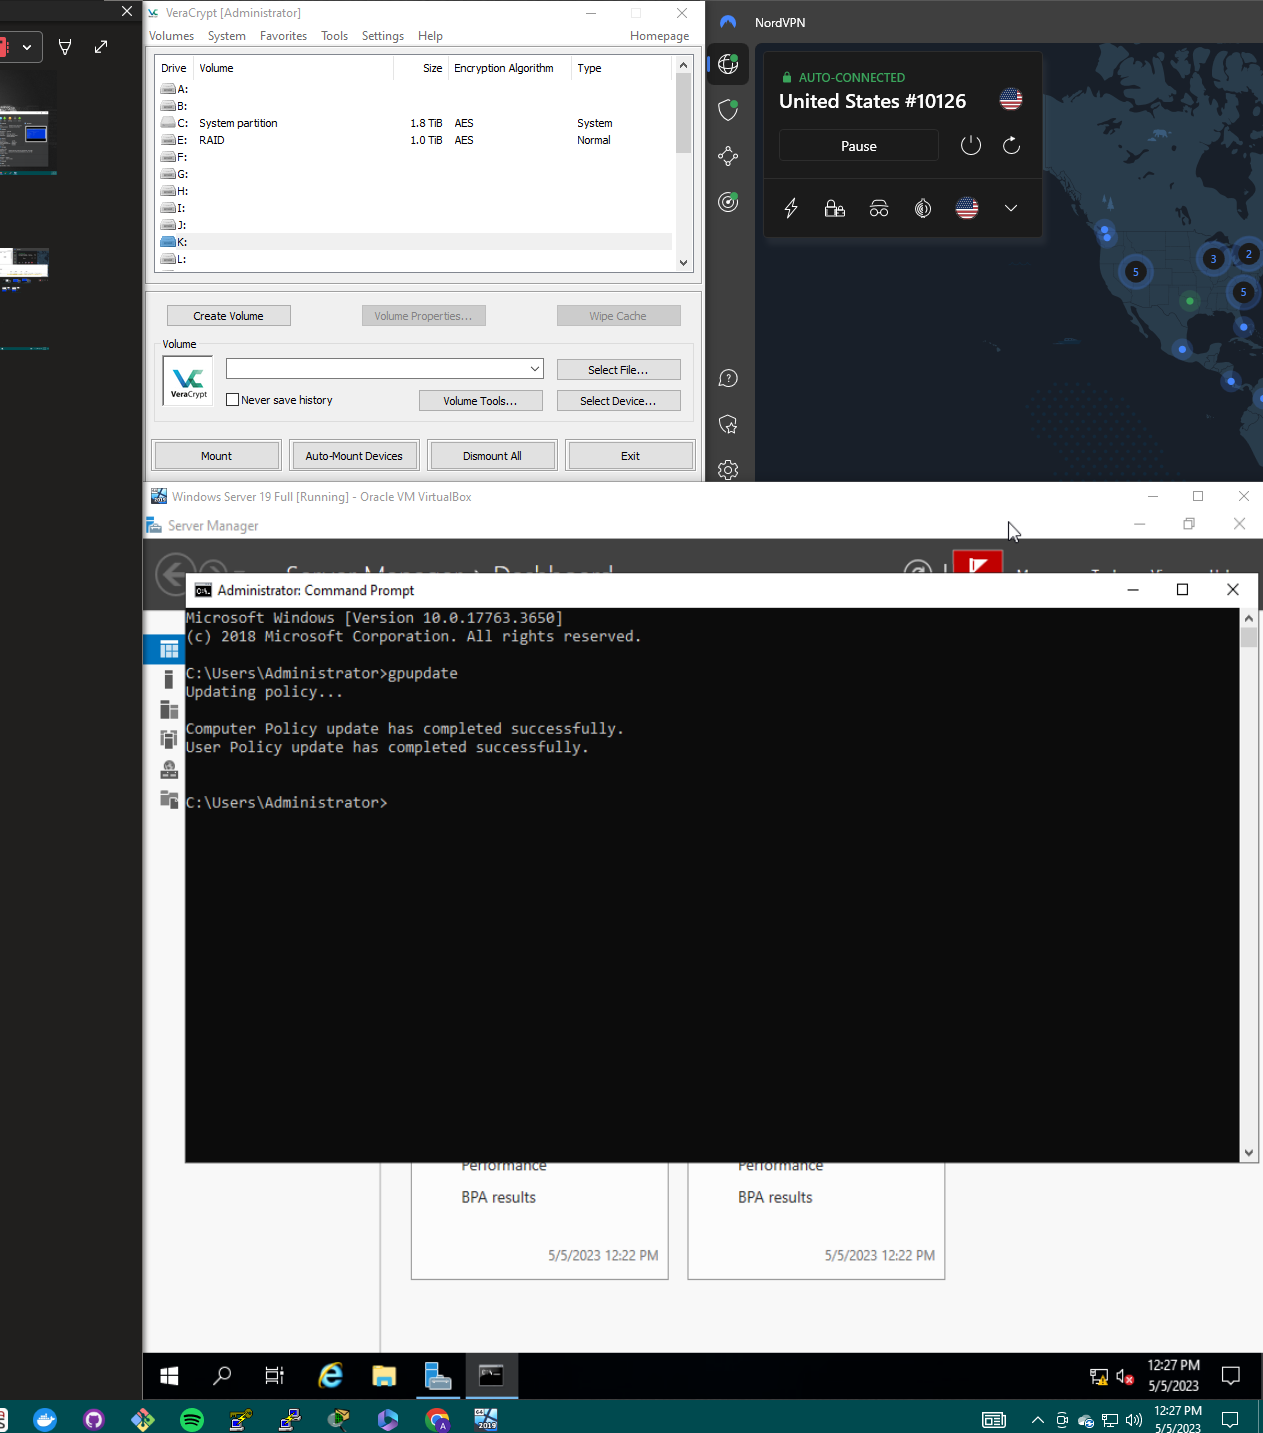 VeraCrypt [Administrator]
Volumes System Favorites Tools Settings Help Homepage
Drive Volume Size Encryption Algorithm Type
A:
B:
C: System partition 1.8 TiB AES System
E: RAID 1.0 TiB AES Normal
F:
G:
H:
I:
J:
K:
L:
Create Volume Volume Properties... Wipe Cache
Volume
VeraCrypt
Select File...
Never save history Volume Tools... Select Device...
Mount Auto-Mount Devices Dismount All Exit
NordVPN
AUTO-CONNECTED
United States #10126
Pause
5
3
2
5
Windows Server 19 Full [Running] - Oracle VM VirtualBox
Server Manager
Server Manager Dashboard
Administrator: Command Prompt
Microsoft Windows [Version 10.0.17763.3650]
(c) 2018 Microsoft Corporation. All rights reserved.
C:\Users\Administrator>gpupdate
Updating policy...
Computer Policy update has completed successfully.
User Policy update has completed successfully.
C:\Users\Administrator>
Performance Performance
BPA results BPA results
5/5/2023 12:22 PM 5/5/2023 12:22 PM
12:27 PM
5/5/2023
12:27 PM
5/5/2023